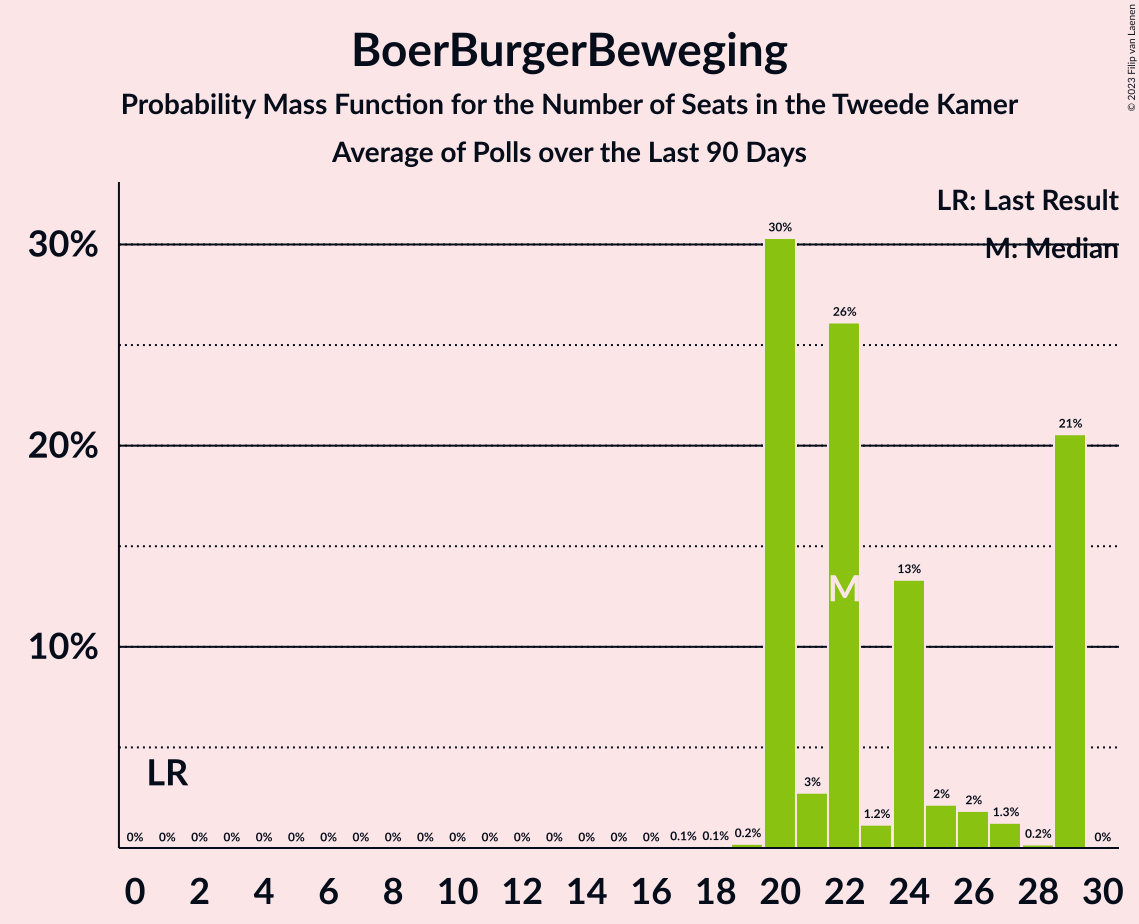 BoerBurgerBeweging
Probability Mass Function for the Number of Seats in the Tweede Kamer
Average of Polls over the Last 90 Days
© 2023 Filip van Laenen
LR: Last Result
M: Median
30%
20%
10%
30%
26%
21%
13%
M
LR
0% 0% 0% 0% 0% 0% 0% 0% 0% 0% 0% 0% 0% 0% 0% 0% 0% 0.1% 0.1% 0.2% 3% 1.2% 2% 2% 1.3% 0.2% 0%
0 2 4 6 8 10 12 14 16 18 20 22 24 26 28 30